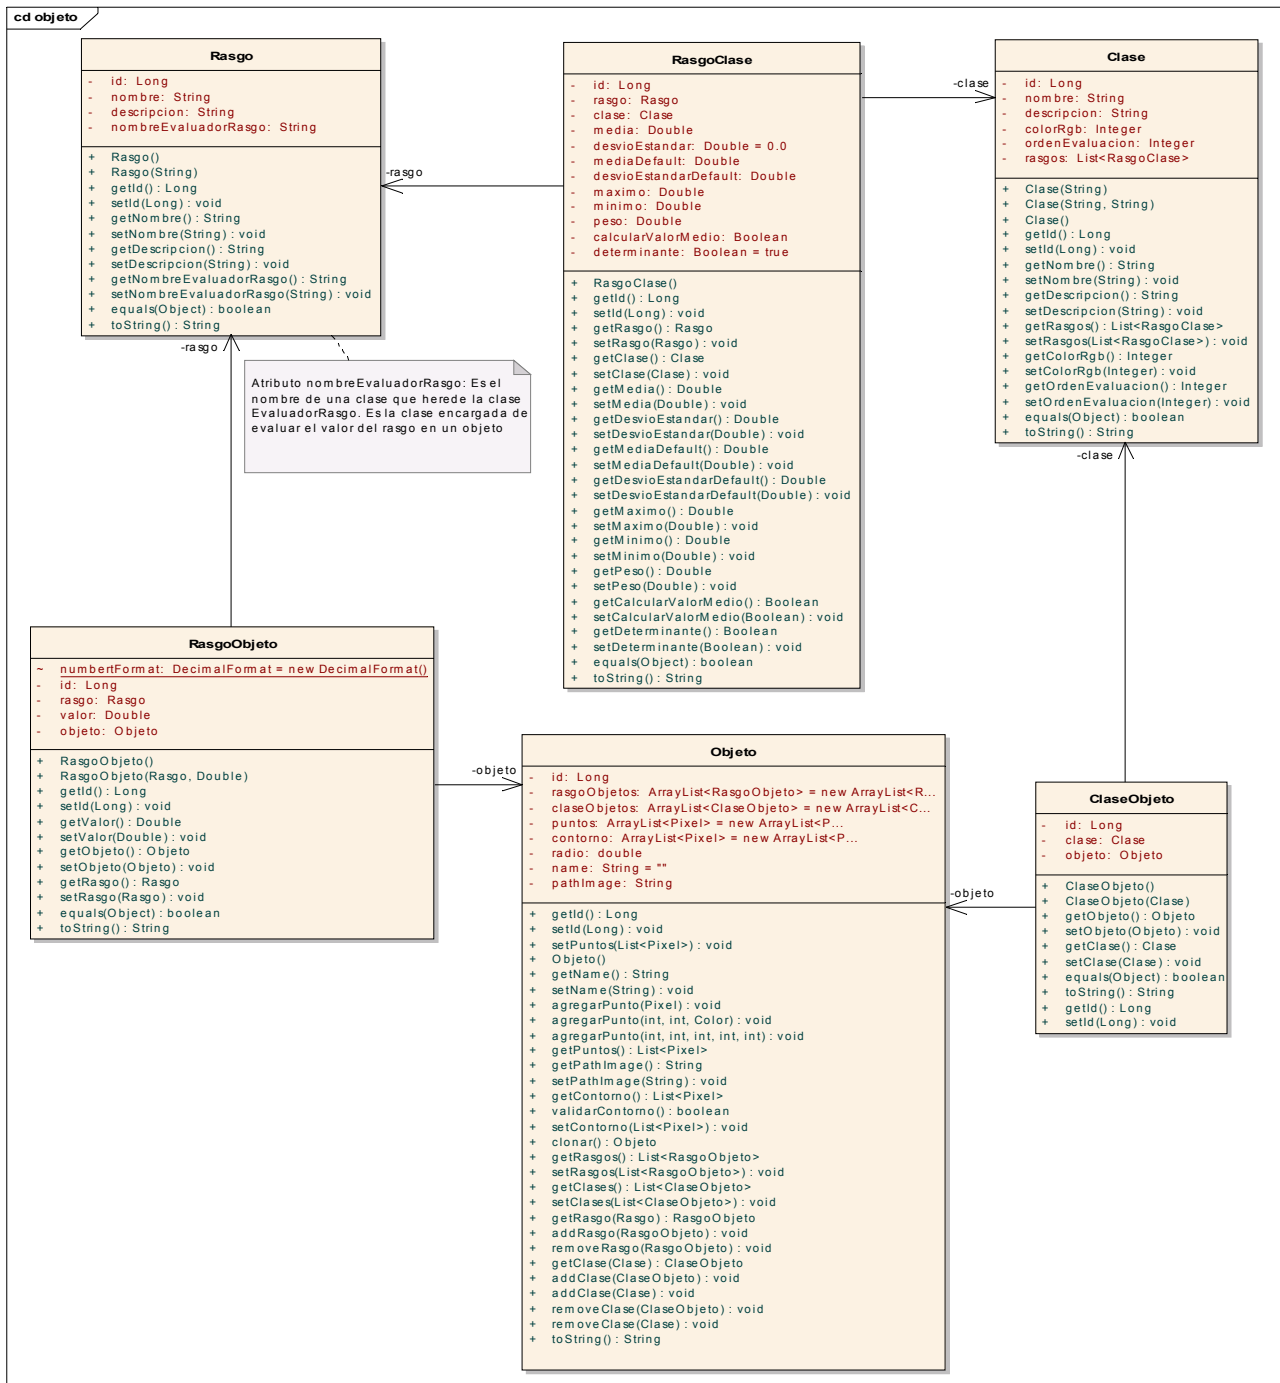 cd objeto
Rasgo
- id: Long
- nombre: String
- descripcion: String
- nombreEvaluadorRasgo: String
+ Rasgo()
+ Rasgo(String)
+ getId() : Long
+ setId(Long) : void
+ getNombre() : String
+ setNombre(String) : void
+ getDescripcion() : String
+ setDescripcion(String) : void
+ getNombreEvaluadorRasgo() : String
+ setNombreEvaluadorRasgo(String) : void
+ equals(Object) : boolean
+ toString() : String
-rasgo
-rasgo
Atributo nombreEvaluadorRasgo: Es el
nombre de una clase que herede la clase
EvaluadorRasgo. Es la clase encargada de
evaluar el valor del rasgo en un objeto
RasgoClase
- id: Long
- rasgo: Rasgo
- clase: Clase
- media: Double
- desvioEstandar: Double = 0.0
- mediaDefault: Double
- desvioEstandarDefault: Double
- maximo: Double
- minimo: Double
- peso: Double
- calcularValorMedio: Boolean
- determinante: Boolean = true
+ RasgoClase()
+ getId() : Long
+ setId(Long) : void
+ getRasgo() : Rasgo
+ setRasgo(Rasgo) : void
+ getClase() : Clase
+ setClase(Clase) : void
+ getMedia() : Double
+ setMedia(Double) : void
+ getDesvioEstandar() : Double
+ setDesvioEstandar(Double) : void
+ getMediaDefault() : Double
+ setMediaDefault(Double) : void
+ getDesvioEstandarDefault() : Double
+ setDesvioEstandarDefault(Double) : void
+ getMaximo() : Double
+ setMaximo(Double) : void
+ getMinimo() : Double
+ setMinimo(Double) : void
+ getPeso() : Double
+ setPeso(Double) : void
+ getCalcularValorMedio() : Boolean
+ setCalcularValorMedio(Boolean) : void
+ getDeterminante() : Boolean
+ setDeterminante(Boolean) : void
+ equals(Object) : boolean
+ toString() : String
-clase
Clase
- id: Long
- nombre: String
- descripcion: String
- colorRgb: Integer
- ordenEvaluacion: Integer
- rasgos: List<RasgoClase>
+ Clase(String)
+ Clase(String, String)
+ Clase()
+ getId() : Long
+ setId(Long) : void
+ getNombre() : String
+ setNombre(String) : void
+ getDescripcion() : String
+ setDescripcion(String) : void
+ getRasgos() : List<RasgoClase>
+ setRasgos(List<RasgoClase>) : void
+ getColorRgb() : Integer
+ setColorRgb(Integer) : void
+ getOrdenEvaluacion() : Integer
+ setOrdenEvaluacion(Integer) : void
+ equals(Object) : boolean
+ toString() : String
-clase
RasgoObjeto
~ numbertFormat: DecimalFormat = new DecimalFormat()
- id: Long
- rasgo: Rasgo
- valor: Double
- objeto: Objeto
+ RasgoObjeto()
+ RasgoObjeto(Rasgo, Double)
+ getId() : Long
+ setId(Long) : void
+ getValor() : Double
+ setValor(Double) : void
+ getObjeto() : Objeto
+ setObjeto(Objeto) : void
+ getRasgo() : Rasgo
+ setRasgo(Rasgo) : void
+ equals(Object) : boolean
+ toString() : String
-objeto
Objeto
- id: Long
- rasgoObjetos: ArrayList<RasgoObjeto> = new ArrayList<R...
- claseObjetos: ArrayList<ClaseObjeto> = new ArrayList<C...
- puntos: ArrayList<Pixel> = new ArrayList<P...
- contorno: ArrayList<Pixel> = new ArrayList<P...
- radio: double
- name: String = ""
- pathImage: String
+ getId() : Long
+ setId(Long) : void
+ setPuntos(List<Pixel>) : void
+ Objeto()
+ getName() : String
+ setName(String) : void
+ agregarPunto(Pixel) : void
+ agregarPunto(int, int, Color) : void
+ agregarPunto(int, int, int, int, int) : void
+ getPuntos() : List<Pixel>
+ getPathImage() : String
+ setPathImage(String) : void
+ getContorno() : List<Pixel>
+ validarContorno() : boolean
+ setContorno(List<Pixel>) : void
+ clonar() : Objeto
+ getRasgos() : List<RasgoObjeto>
+ setRasgos(List<RasgoObjeto>) : void
+ getClases() : List<ClaseObjeto>
+ setClases(List<ClaseObjeto>) : void
+ getRasgo(Rasgo) : RasgoObjeto
+ addRasgo(RasgoObjeto) : void
+ removeRasgo(RasgoObjeto) : void
+ getClase(Clase) : ClaseObjeto
+ addClase(ClaseObjeto) : void
+ addClase(Clase) : void
+ removeClase(ClaseObjeto) : void
+ removeClase(Clase) : void
+ toString() : String
-objeto
ClaseObjeto
- id: Long
- clase: Clase
- objeto: Objeto
+ ClaseObjeto()
+ ClaseObjeto(Clase)
+ getObjeto() : Objeto
+ setObjeto(Objeto) : void
+ getClase() : Clase
+ setClase(Clase) : void
+ equals(Object) : boolean
+ toString() : String
+ getId() : Long
+ setId(Long) : void